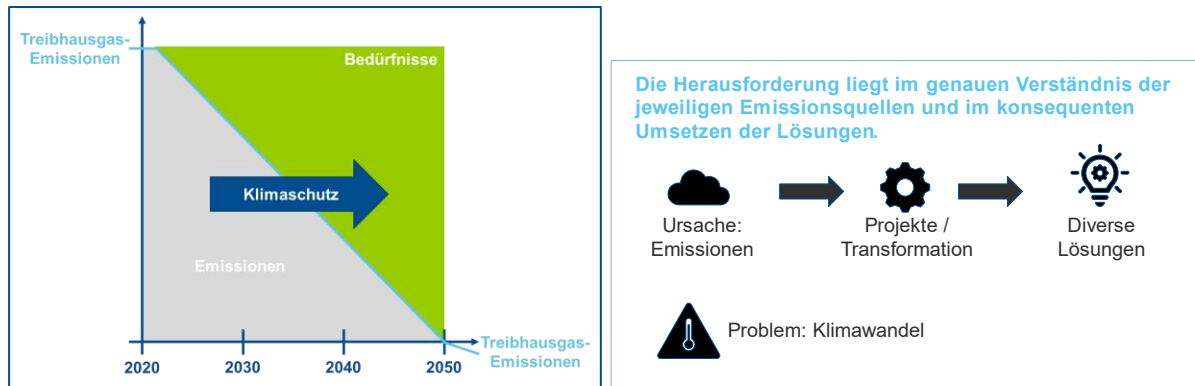 Treibhausgas-
Emissionen
Bedürfnisse
Klimaschutz
Emissionen
2020
2030
2040
2050
Treibhausgas-
Emissionen
Die Herausforderung liegt im genauen Verständnis der
jeweiligen Emissionsquellen und im konsequenten
Umsetzen der Lösungen.
Ursache:
Emissionen
Projekte /
Transformation
Diverse
Lösungen
Problem: Klimawandel